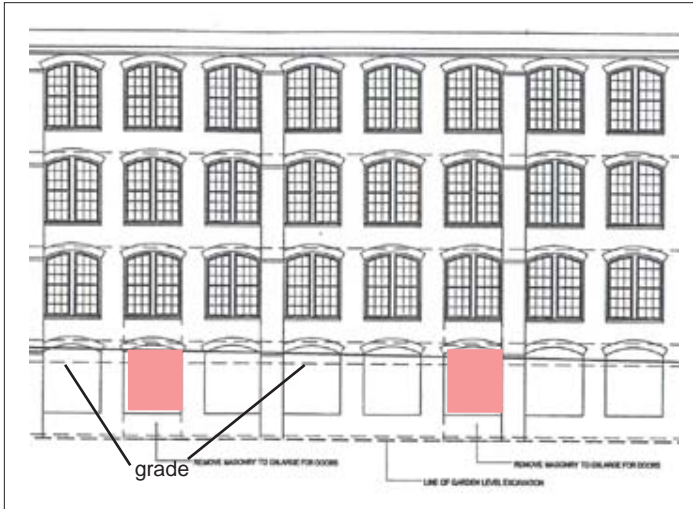 grade
REMOVE MASONRY TO ENLARGE FOR DOORS
REMOVE MASONRY TO ENLARGE FOR DOORS
LINE OF GARDEN LEVEL EXCAVATION